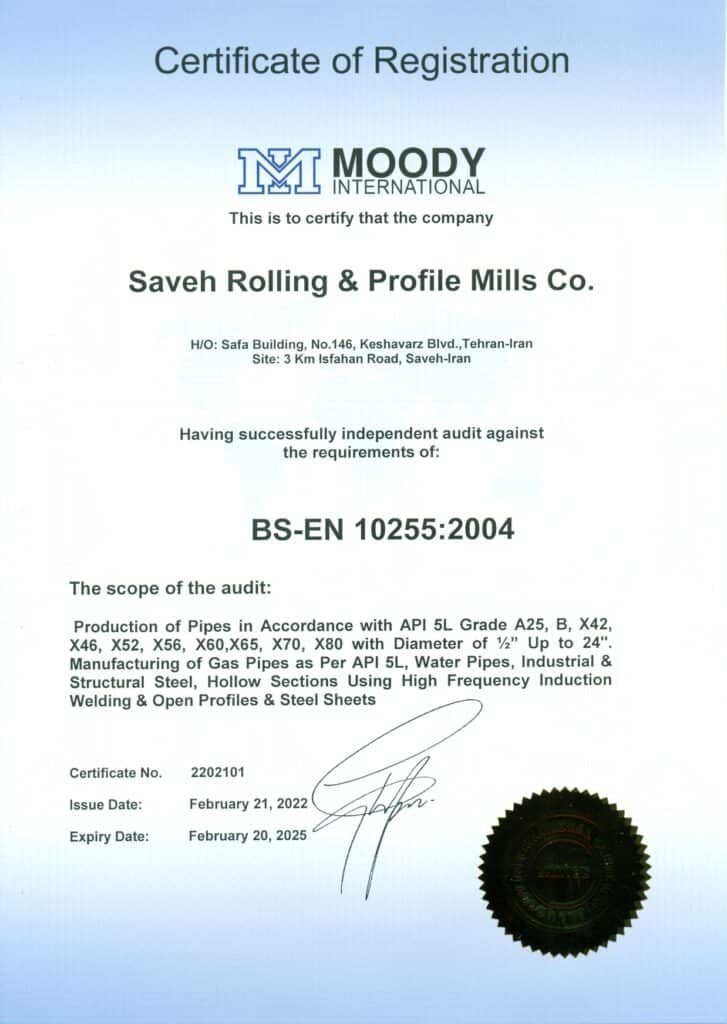 Certificate of Registration
MOODY
INTERNATIONAL
This is to certify that the company
Saveh Rolling & Profile Mills Co.
H/O: Safa Building, No.146, Keshavarz Blvd.,Tehran-Iran
Site: 3 Km Isfahan Road, Saveh-Iran
Having successfully independent audit against
the requirements of:
BS-EN 10255:2004
The scope of the audit:
Production of Pipes in Accordance with API 5L Grade A25, B, X42,
X46, X52, X56, X60,X65, X70, X80 with Diameter of ½” Up to 24".
Manufacturing of Gas Pipes as Per API 5L, Water Pipes, Industrial &
Structural Steel, Hollow Sections Using High Frequency Induction
Welding & Open Profiles & Steel Sheets
Certificate No. 2202101
Issue Date: February 21, 2022
Expiry Date: February 20, 2025